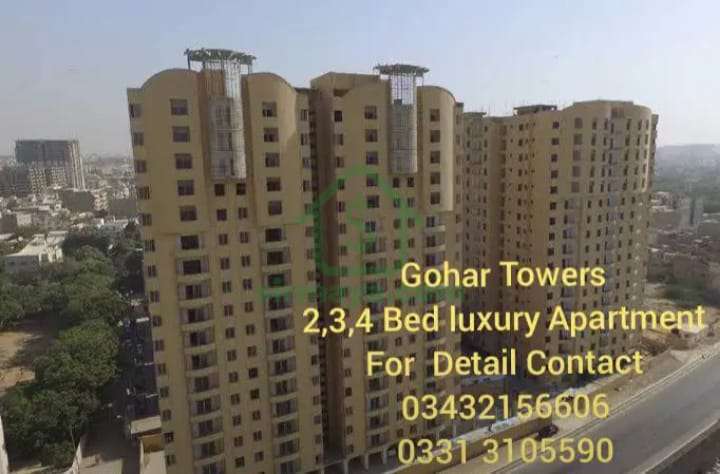 Gohar Towers
2,3,4 Bed luxury Apartment
For Detail Contact
03432156606
0331 3105590